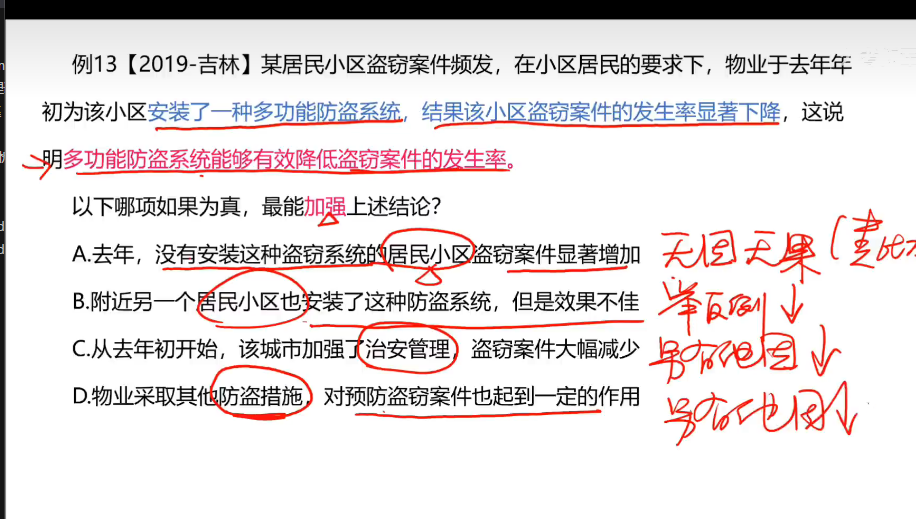 例13【2019-吉林】某居民小区盗窃案件频发，在小区居民的要求下，物业于去年年
初为该小区安装了一种多功能防盗系统，结果该小区盗窃案件的发生率显著下降，这说
明多功能防盗系统能够有效降低盗窃案件的发生率。
以下哪项如果为真，最能加强上述结论？
A.去年，没有安装这种盗窃系统的居民小区盗窃案件显著增加
无因无果（
B.附近另一个居民小区也安装了这种防盗系统，但是效果不佳
举反例↓
C.从去年初开始，该城市加强了治安管理，盗窃案件大幅减少
另有他因↓
D.物业采取其他防盗措施，对预防盗窃案件也起到一定的作用
另有他因↓